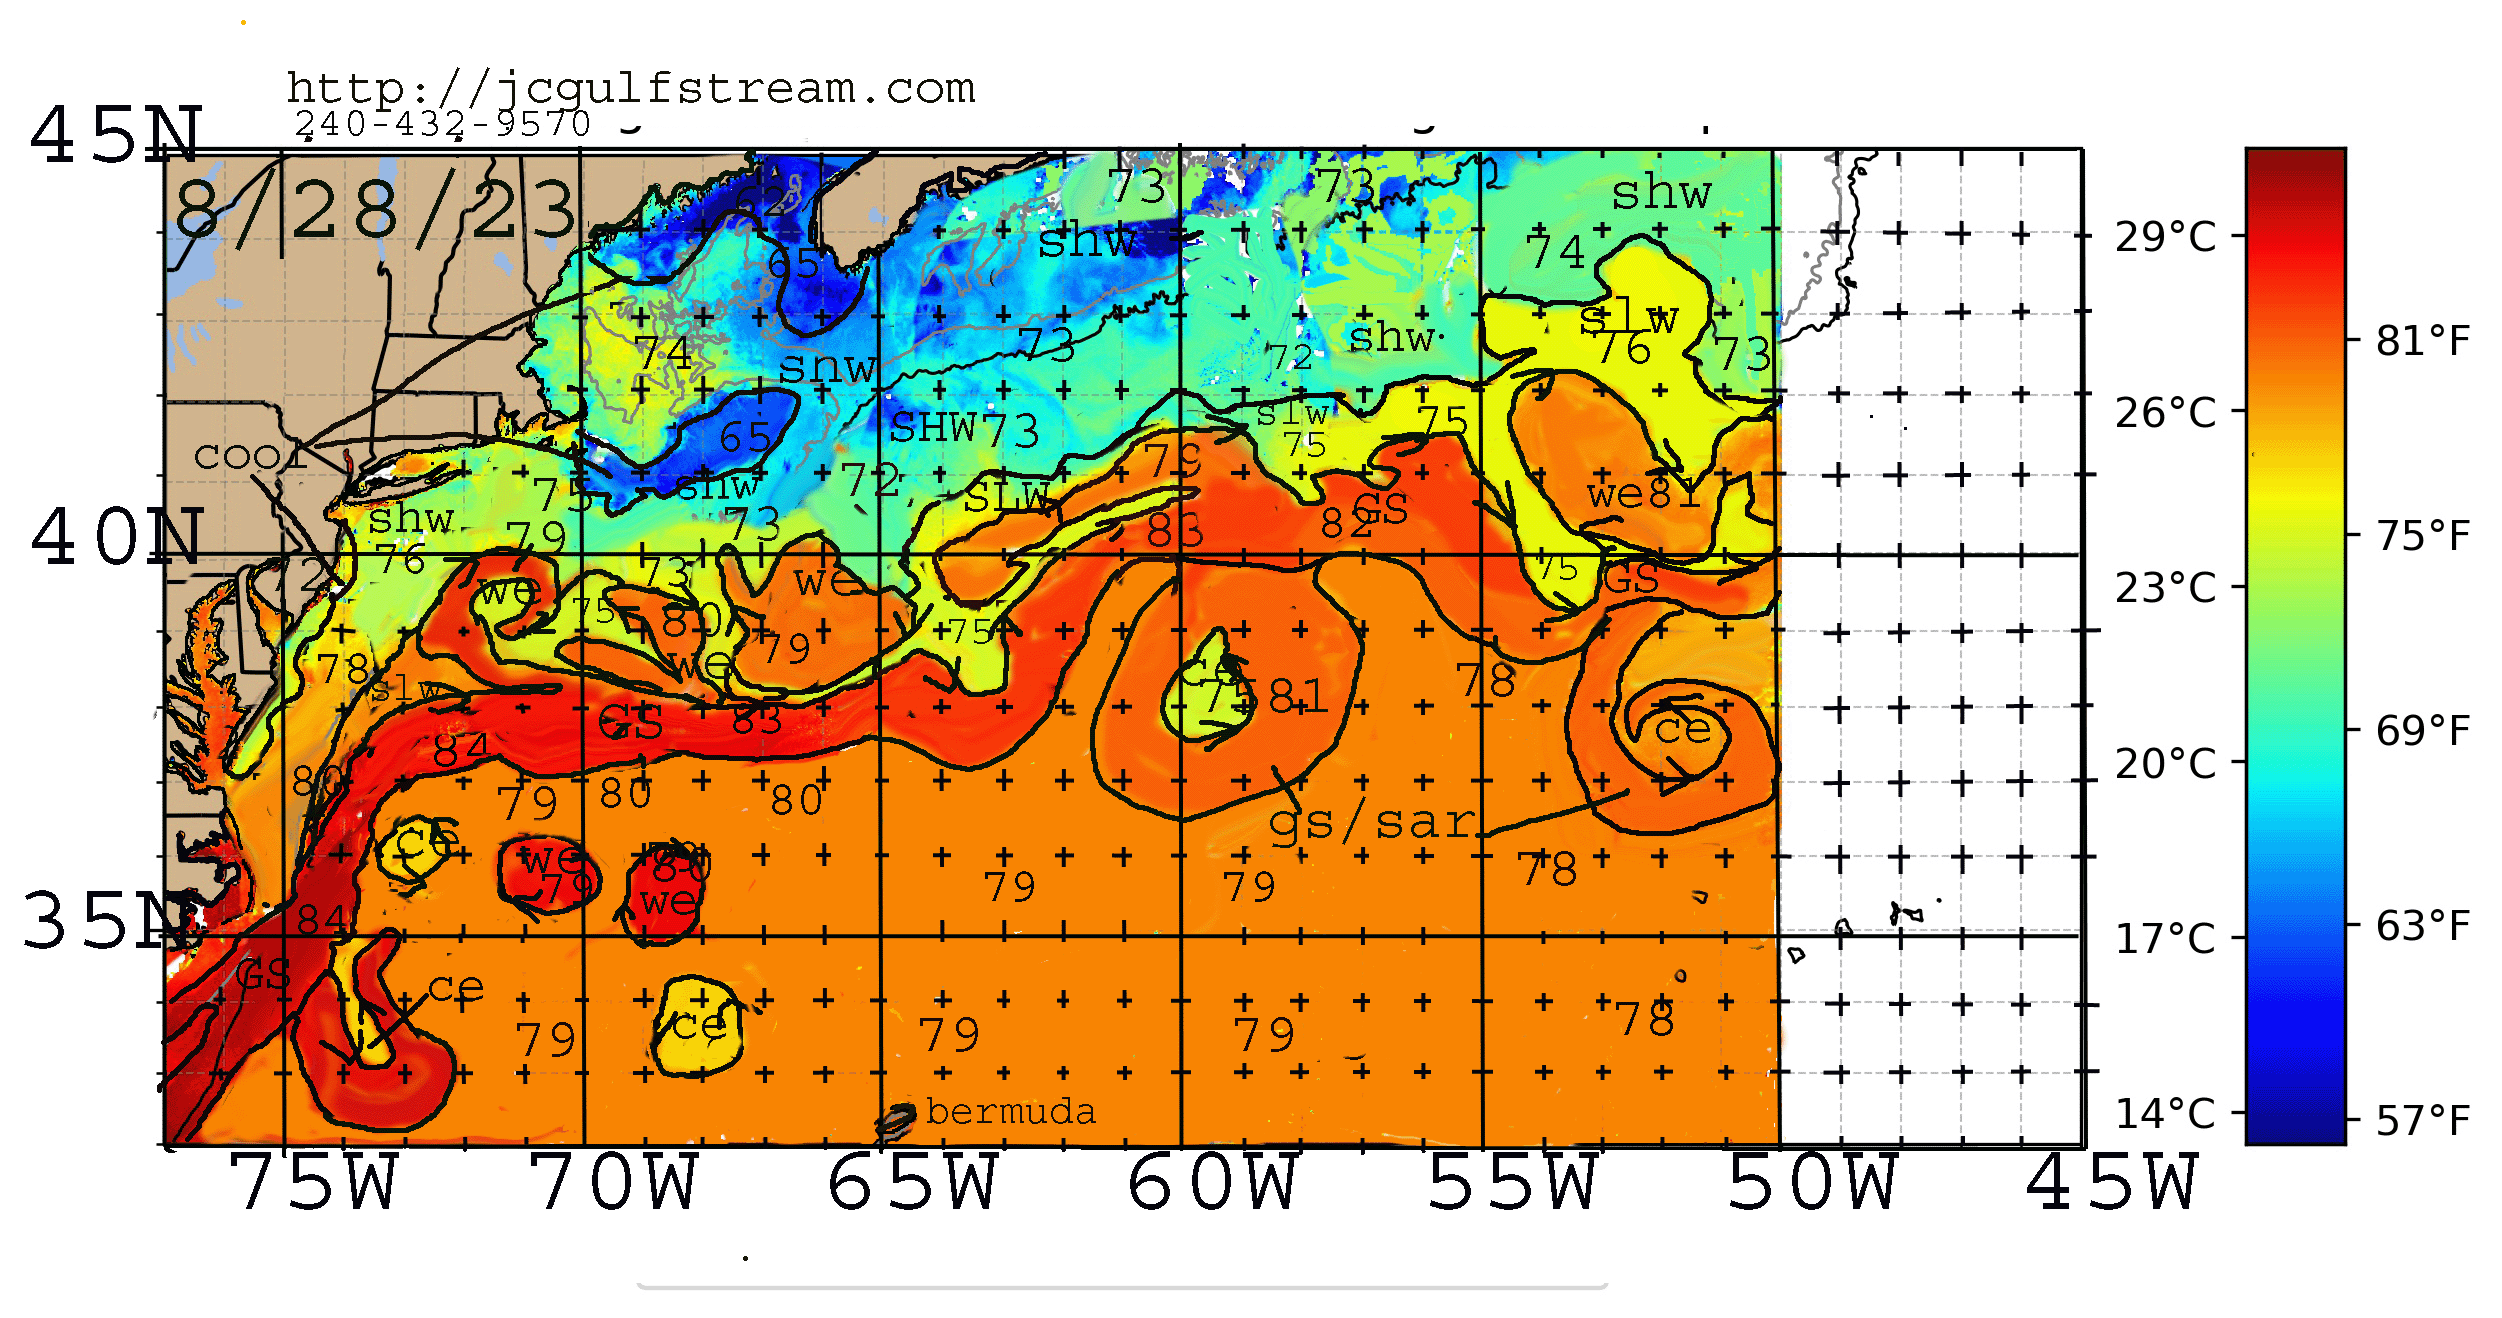 http://jcgulfstream.com
240-432-9570
45N
8/28/23
62
73
73
shw
shw
74
29°C
65
slw
81°F
74
shw
73
72
shw
76
73
26°C
cool
65
SHW
73
slw
75
75
79
75
shw
72
SLW
we81
shw
79
73
83
82
GS
75°F
40N
76
2
we
73
we
75
GS
23°C
75
80
79
75
78
we
ce
78
slw
75
81
69°F
84
GS
83
ce
20°C
80
79
80
80
gs/sar
ce
we
79
80
we
79
79
78
63°F
35N
84
17°C
GS
ce
79
ce
79
79
78
bermuda
14°C
57°F
75W
70W
65W
60W
55W
50W
45W